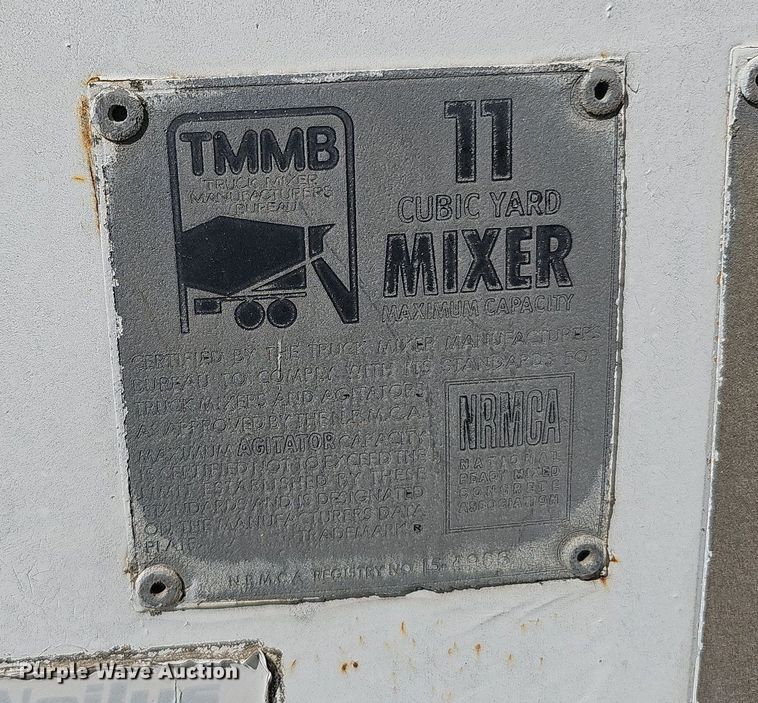 TMMB
TRUCK MIXER
MANUFACTURERS
BUREAU
11
CUBIC YARD
MIXER
MAXIMUM CAPACITY
CERTIFIED BY THE TRUCK MIXER MANUFACTURERS
BUREAU TO COMPLY WITH ITS STANDARDS FOR
TRUCK MIXERS AND AGITATORS
AS APPROVED BY THE N.R.M.C.A.
MAXIMUM AGITATOR CAPACITY
IS CERTIFIED NOT TO EXCEED THE
LIMIT ESTABLISHED BY THESE
STANDARDS AND IS DESIGNATED
ON THE MANUFACTURERS DATA
PLATE
TRADEMARK ®
NRMCA
NATIONAL
READY MIXED
CONCRETE
ASSOCIATION
N.R.M.C.A. REGISTRY NO.
Purple Wave Auction